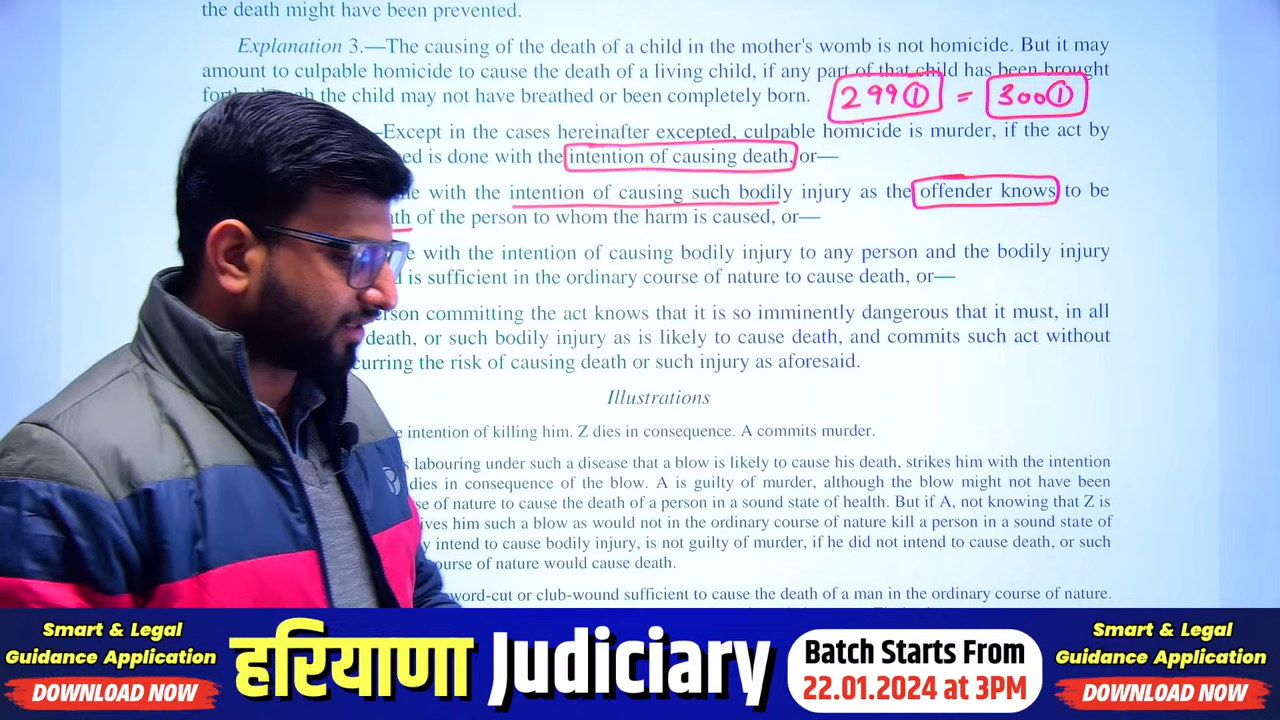 the death might have been prevented.
Explanation 3.—The causing of the death of a child in the mother's womb is not homicide. But it may
amount to culpable homicide to cause the death of a living child, if any part of that child has been brought
the child may not have breathed or been completely born.
299① = 300①
Except in the cases hereinafter excepted, culpable homicide is murder, if the act by
is done with the intention of causing death, or—
with the intention of causing such bodily injury as the offender knows to be
of the person to whom the harm is caused, or—
with the intention of causing bodily injury to any person and the bodily injury
is sufficient in the ordinary course of nature to cause death, or—
committing the act knows that it is so imminently dangerous that it must, in all
death, or such bodily injury as is likely to cause death, and commits such act without
the risk of causing death or such injury as aforesaid.
Illustrations
intention of killing him. Z dies in consequence. A commits murder.
labouring under such a disease that a blow is likely to cause his death, strikes him with the intention
dies in consequence of the blow. A is guilty of murder, although the blow might not have been
of nature to cause the death of a person in a sound state of health. But if A, not knowing that Z is
him such a blow as would not in the ordinary course of nature kill a person in a sound state of
intend to cause bodily injury, is not guilty of murder, if he did not intend to cause death, or such
of nature would cause death.
or club-wound sufficient to cause the death of a man in the ordinary course of nature.
Smart & Legal
Guidance Application
DOWNLOAD NOW
हरियाणा Judiciary
Batch Starts From
22.01.2024 at 3PM
Smart & Legal
Guidance Application
DOWNLOAD NOW